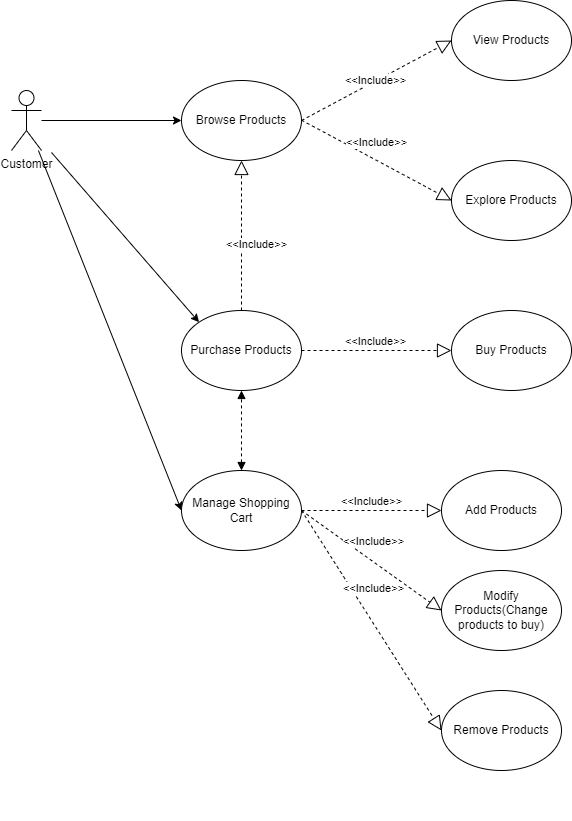 View Products
<<Include>>
Browse Products
Customer
<<Include>>
Explore Products
<<Include>>
Purchase Products
<<Include>>
Buy Products
Manage Shopping
Cart
<<Include>>
Add Products
<<Include>>
<<Include>>
Modify
Products(Change
products to buy)
Remove Products